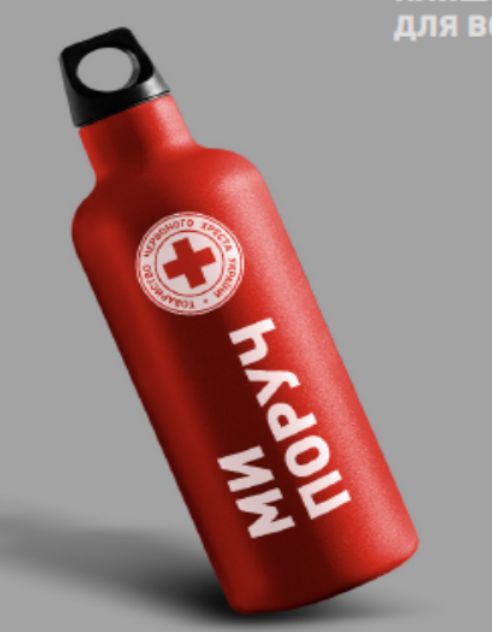 для
ТОВАРИСТВО ЧЕРВОНОГО ХРЕСТА УКРАЇНИ
МИ
ПОРУЧ